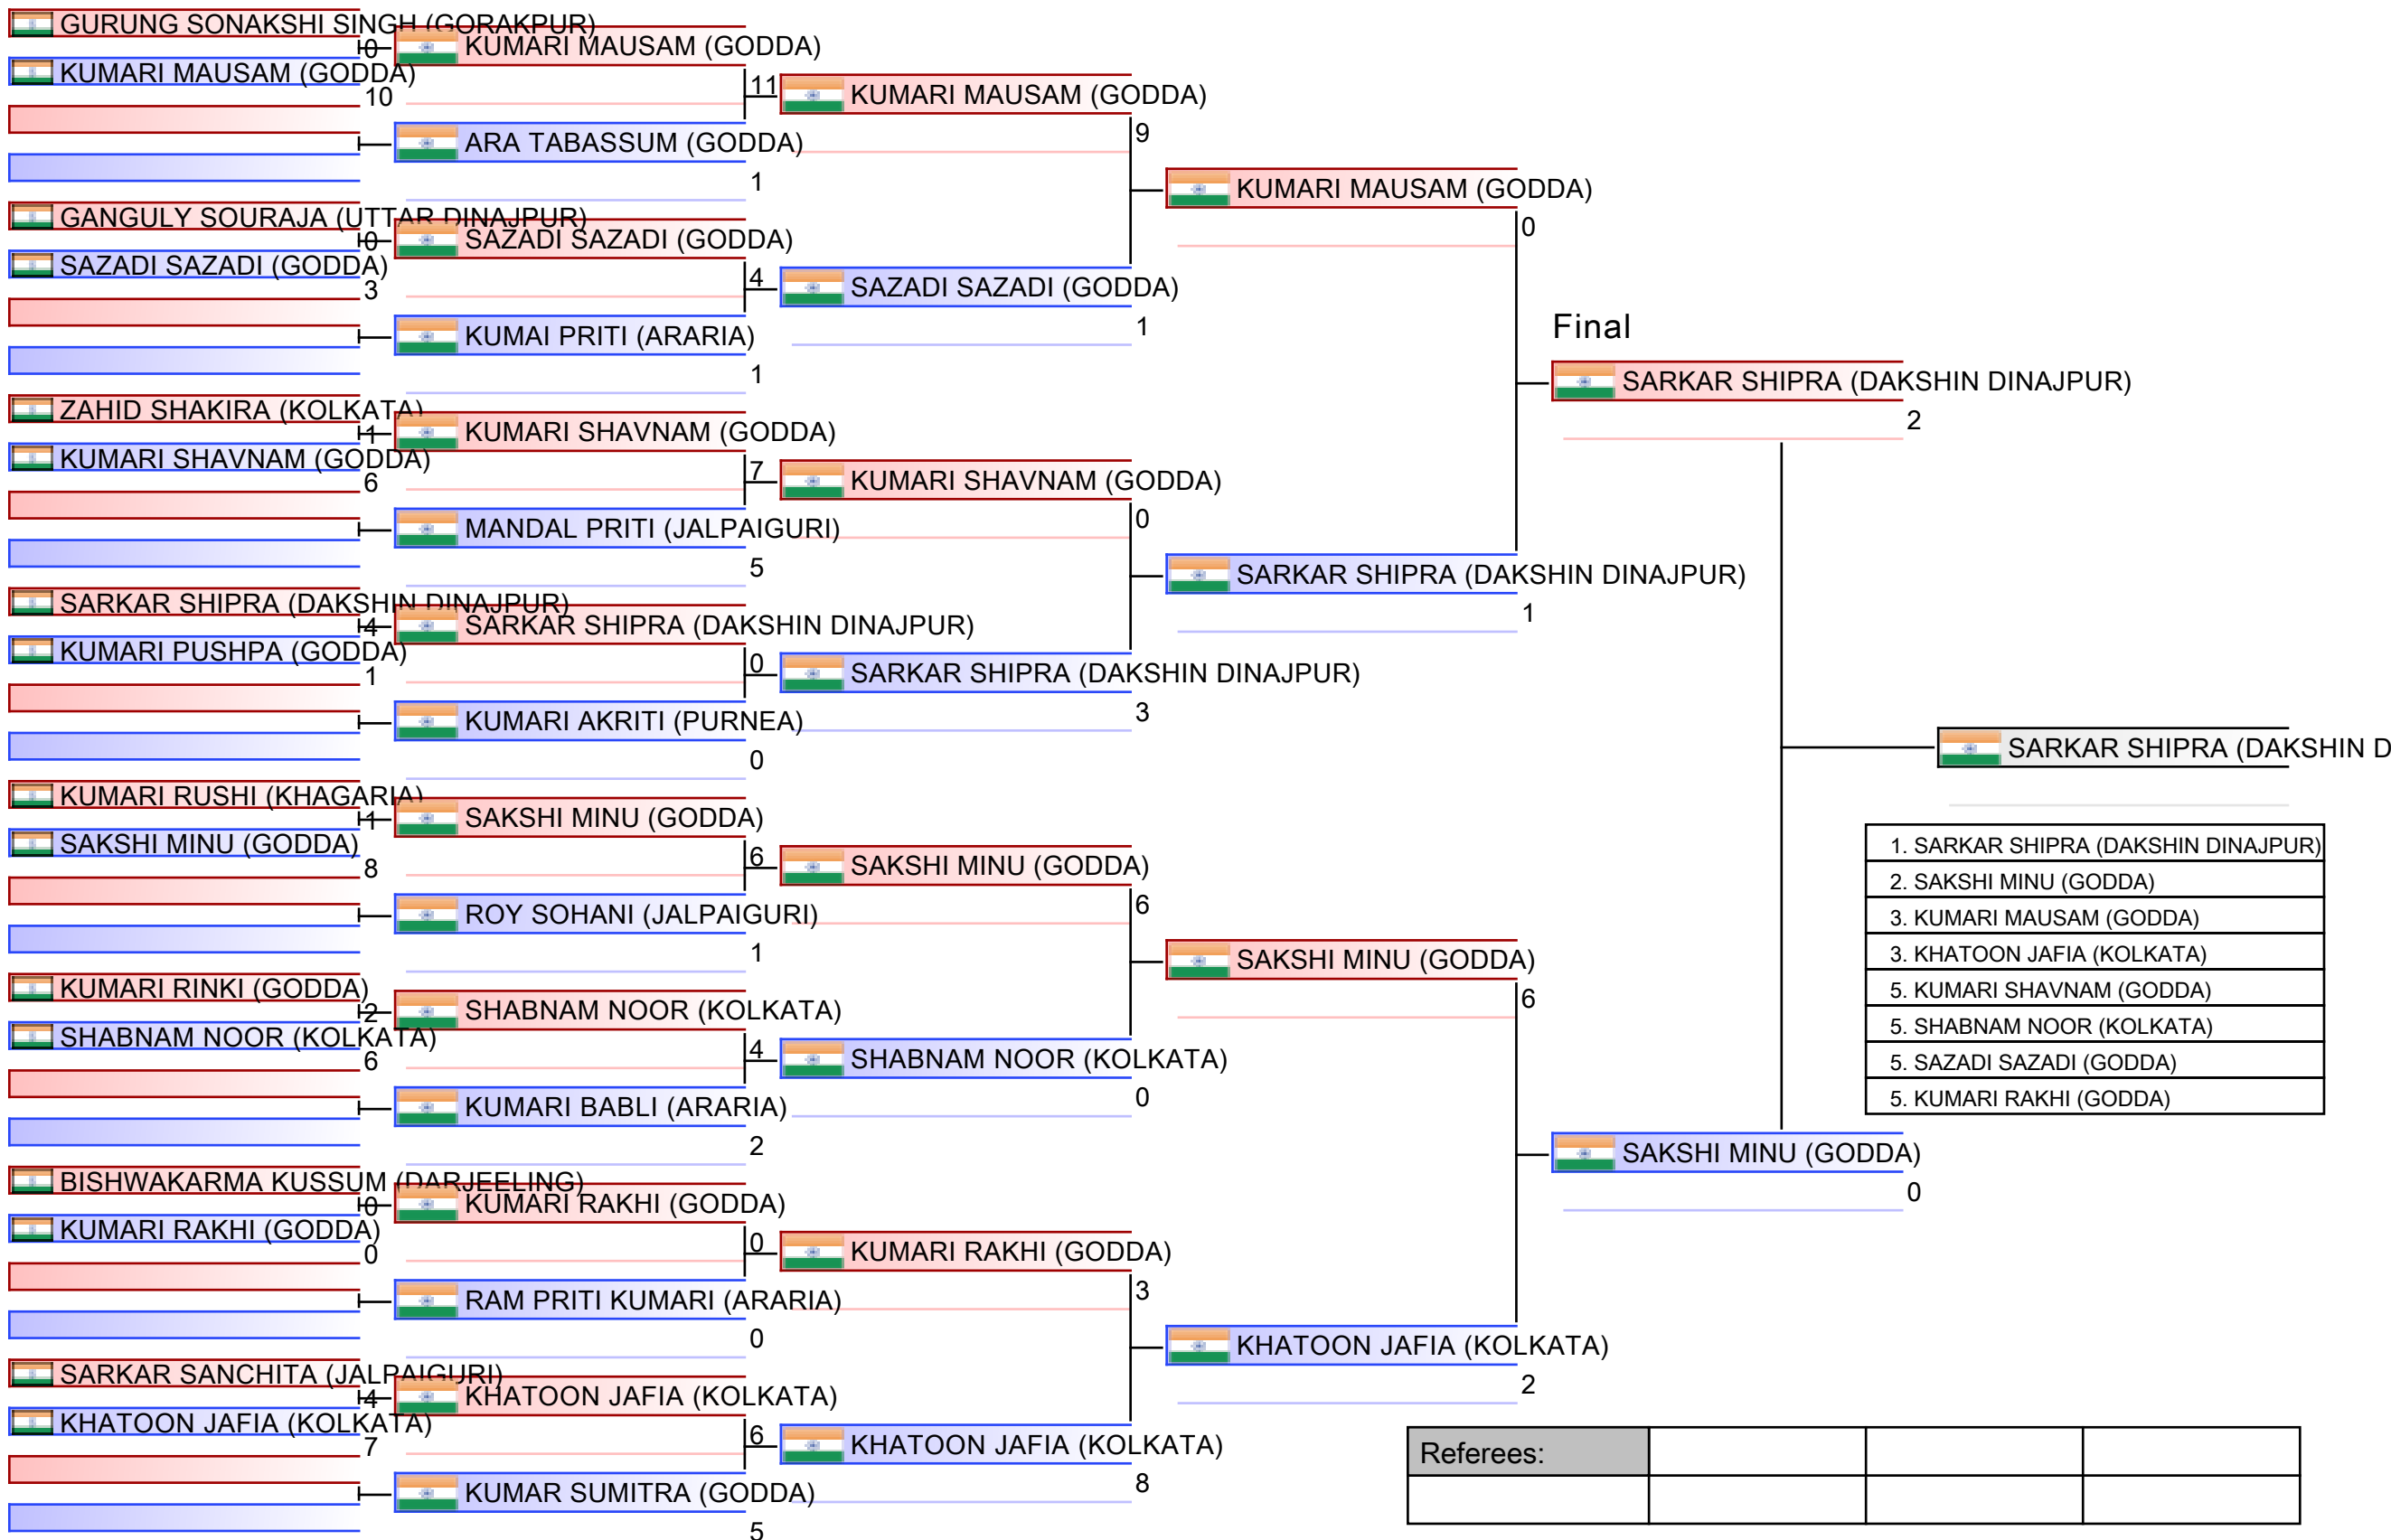 GURUNG SONAKSHI SINGH (GORAKPUR)
0
KUMARI MAUSAM (GODDA)
10
GANGULY SOURAJA (UTTAR DINAJPUR)
0
SAZADI SAZADI (GODDA)
3
ZAHID SHAKIRA (KOLKATA)
1
KUMARI SHAVNAM (GODDA)
6
SARKAR SHIPRA (DAKSHIN DINAJPUR)
4
KUMARI PUSHPA (GODDA)
1
KUMARI RUSHI (KHAGARIA)
1
SAKSHI MINU (GODDA)
8
KUMARI RINKI (GODDA)
2
SHABNAM NOOR (KOLKATA)
6
BISHWAKARMA KUSSUM (DARJEELING)
0
KUMARI RAKHI (GODDA)
0
SARKAR SANCHITA (JALPAIGURI)
4
KHATOON JAFIA (KOLKATA)
7
KUMARI MAUSAM (GODDA)
11
ARA TABASSUM (GODDA)
1
SAZADI SAZADI (GODDA)
4
KUMAI PRITI (ARARIA)
1
KUMARI SHAVNAM (GODDA)
7
MANDAL PRITI (JALPAIGURI)
5
SARKAR SHIPRA (DAKSHIN DINAJPUR)
0
KUMARI AKRITI (PURNEA)
0
SAKSHI MINU (GODDA)
6
ROY SOHANI (JALPAIGURI)
1
SHABNAM NOOR (KOLKATA)
4
KUMARI BABLI (ARARIA)
2
KUMARI RAKHI (GODDA)
0
RAM PRITI KUMARI (ARARIA)
0
KHATOON JAFIA (KOLKATA)
6
KUMAR SUMITRA (GODDA)
5
KUMARI MAUSAM (GODDA)
9
SAZADI SAZADI (GODDA)
1
KUMARI SHAVNAM (GODDA)
0
SARKAR SHIPRA (DAKSHIN DINAJPUR)
3
SAKSHI MINU (GODDA)
6
SHABNAM NOOR (KOLKATA)
0
KUMARI RAKHI (GODDA)
3
KHATOON JAFIA (KOLKATA)
8
KUMARI MAUSAM (GODDA)
0
SARKAR SHIPRA (DAKSHIN DINAJPUR)
1
SAKSHI MINU (GODDA)
6
KHATOON JAFIA (KOLKATA)
2
Final
SARKAR SHIPRA (DAKSHIN DINAJPUR)
2
SAKSHI MINU (GODDA)
0
SARKAR SHIPRA (DAKSHIN D
1. SARKAR SHIPRA (DAKSHIN DINAJPUR)
2. SAKSHI MINU (GODDA)
3. KUMARI MAUSAM (GODDA)
3. KHATOON JAFIA (KOLKATA)
5. KUMARI SHAVNAM (GODDA)
5. SHABNAM NOOR (KOLKATA)
5. SAZADI SAZADI (GODDA)
5. KUMARI RAKHI (GODDA)
Referees: